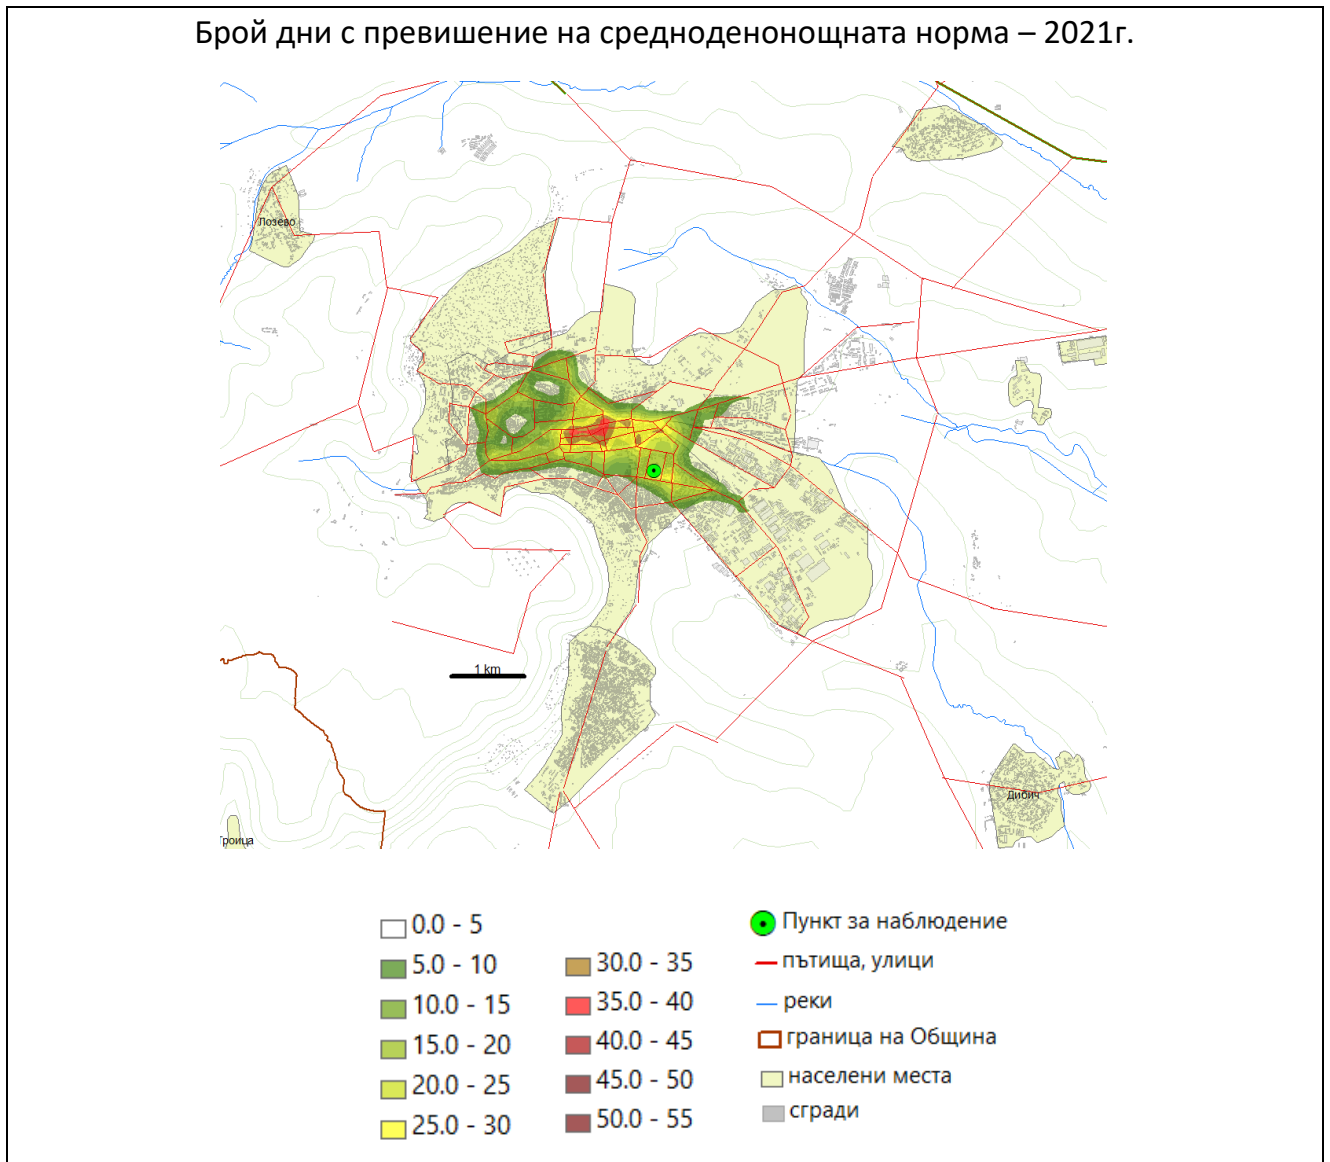 Брой дни с превишение на средноденонощната норма – 2021г.
Лозево
1 km
Дибич
роица
0.0 - 5
5.0 - 10
10.0 - 15
15.0 - 20
20.0 - 25
25.0 - 30
30.0 - 35
35.0 - 40
40.0 - 45
45.0 - 50
50.0 - 55
Пункт за наблюдение
пътища, улици
реки
граница на Община
населени места
сгради